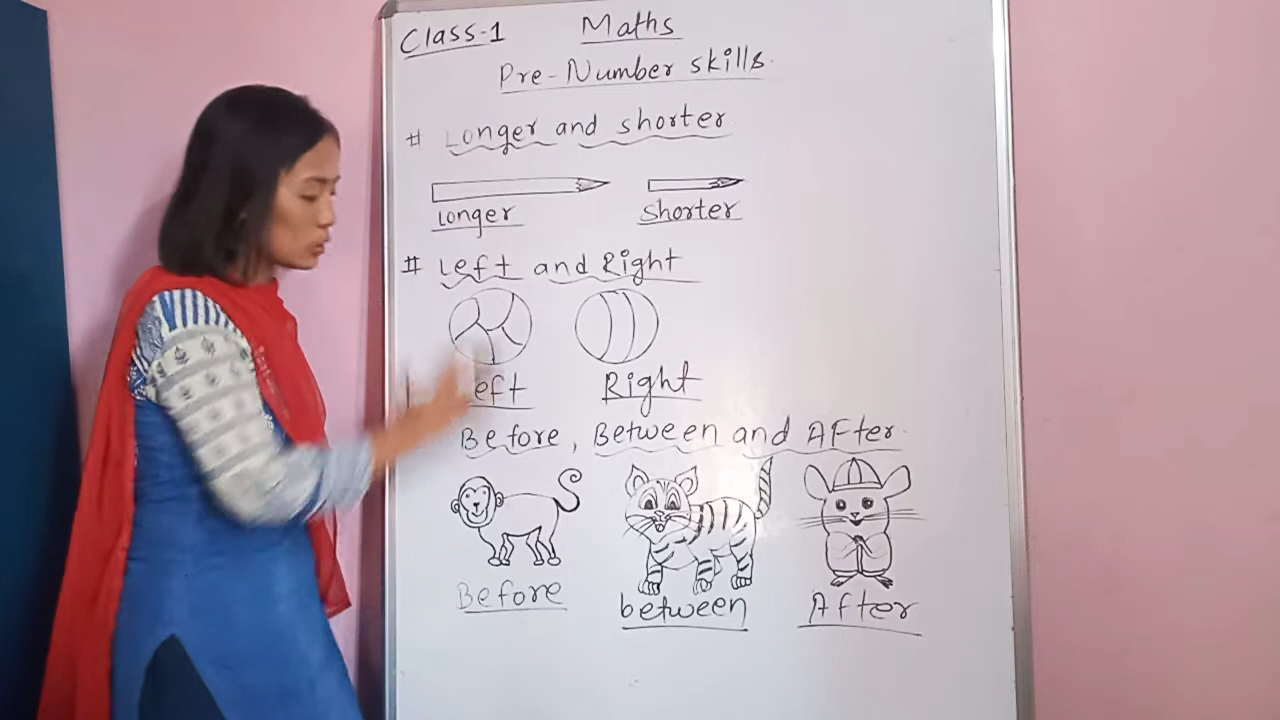 Class-1 Maths
Pre-Number skills.
# Longer and shorter
Longer shorter
# Left and Right
Left Right
Before, Between and After.
Before between After